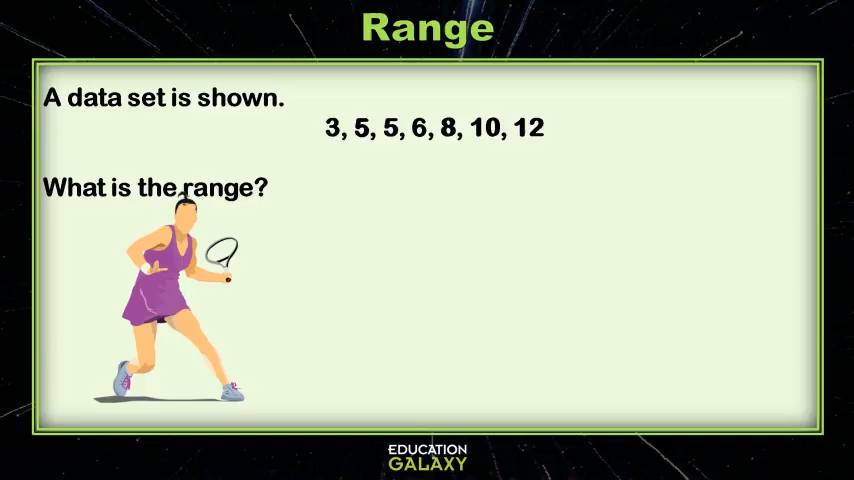 Range
A data set is shown.
3, 5, 5, 6, 8, 10, 12
What is the range?
EDUCATION
GALAXY